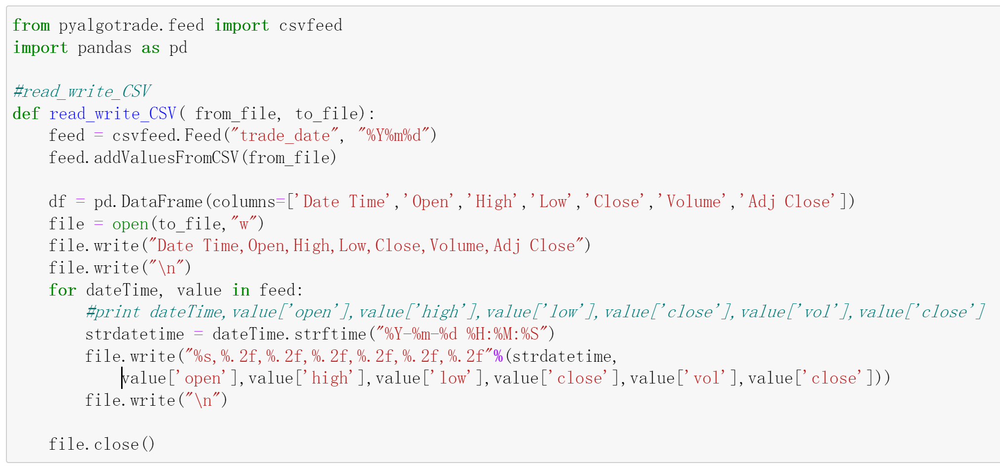 from pyalgotrade.feed import csvfeed
import pandas as pd
#read_write_CSV
def read_write_CSV( from_file, to_file):
    feed = csvfeed.Feed("trade_date", "%Y%m%d")
    feed.addValuesFromCSV(from_file)
    df = pd.DataFrame(columns=['Date Time','Open','High','Low','Close','Volume','Adj Close'])
    file = open(to_file,"w")
    file.write("Date Time,Open,High,Low,Close,Volume,Adj Close")
    file.write("\n")
    for dateTime, value in feed:
        #print dateTime,value['open'],value['high'],value['low'],value['close'],value['vol'],value['close']
        strdatetime = dateTime.strftime("%Y-%m-%d %H:%M:%S")
        file.write("%s,%.2f,%.2f,%.2f,%.2f,%.2f,%.2f"%(strdatetime,
            value['open'],value['high'],value['low'],value['close'],value['vol'],value['close']))
        file.write("\n")
    file.close()